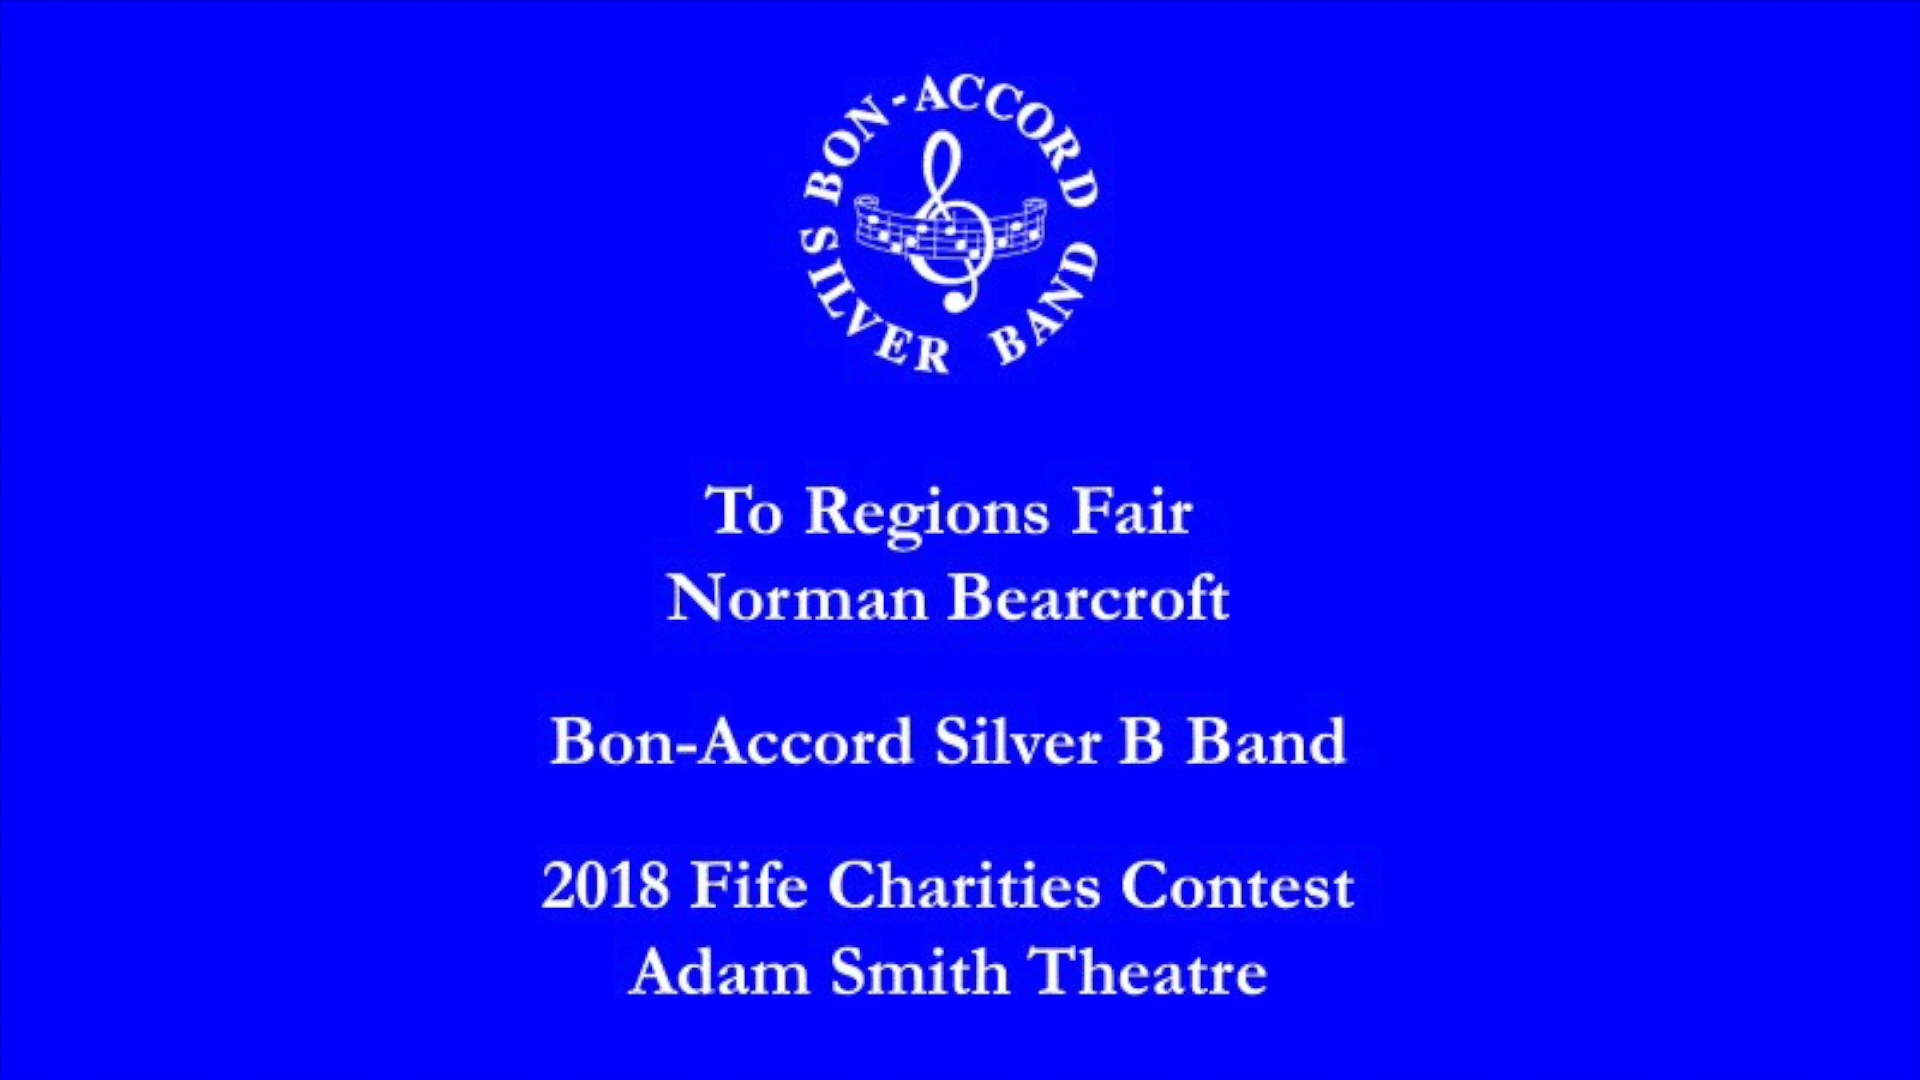 BON-ACCORD
SILVER BAND
To Regions Fair
Norman Bearcroft
Bon-Accord Silver B Band
2018 Fife Charities Contest
Adam Smith Theatre